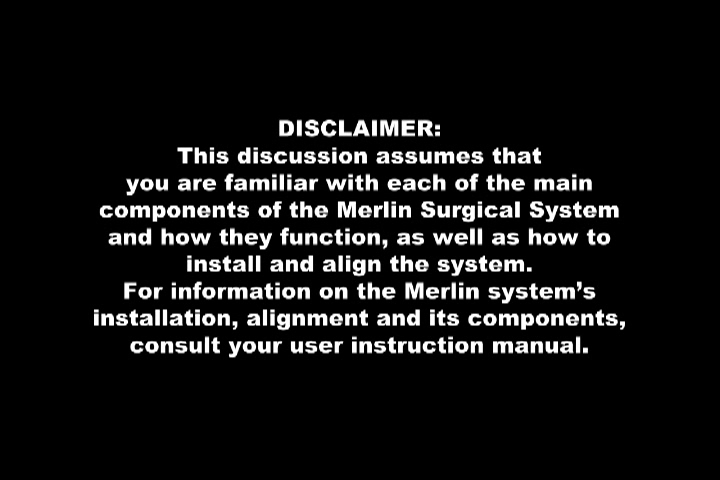 DISCLAIMER:
This discussion assumes that
you are familiar with each of the main
components of the Merlin Surgical System
and how they function, as well as how to
install and align the system.
For information on the Merlin system’s
installation, alignment and its components,
consult your user instruction manual.